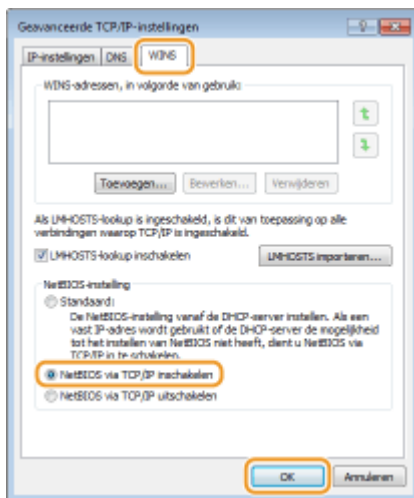 Geavanceerde TCP/IP-instellingen
IP-instellingen DNS WINS
WINS-adressen, in volgorde van gebruik:
Toevoegen... Bewerken... Verwijderen
Als LMHOSTS-lookup is ingeschakeld, is dit van toepassing op alle
verbindingen waarop TCP/IP is ingeschakeld.
LMHOSTS-lookup inschakelen LMHOSTS importeren...
NetBIOS-instelling
Standaard:
De NetBIOS-instelling vanaf de DHCP-server instellen. Als een
vast IP-adres wordt gebruikt of de DHCP-server de mogelijkheid
tot het instellen van NetBIOS niet heeft, dient u NetBIOS via
TCP/IP in te schakelen.
NetBIOS via TCP/IP inschakelen
NetBIOS via TCP/IP uitschakelen
OK Annuleren